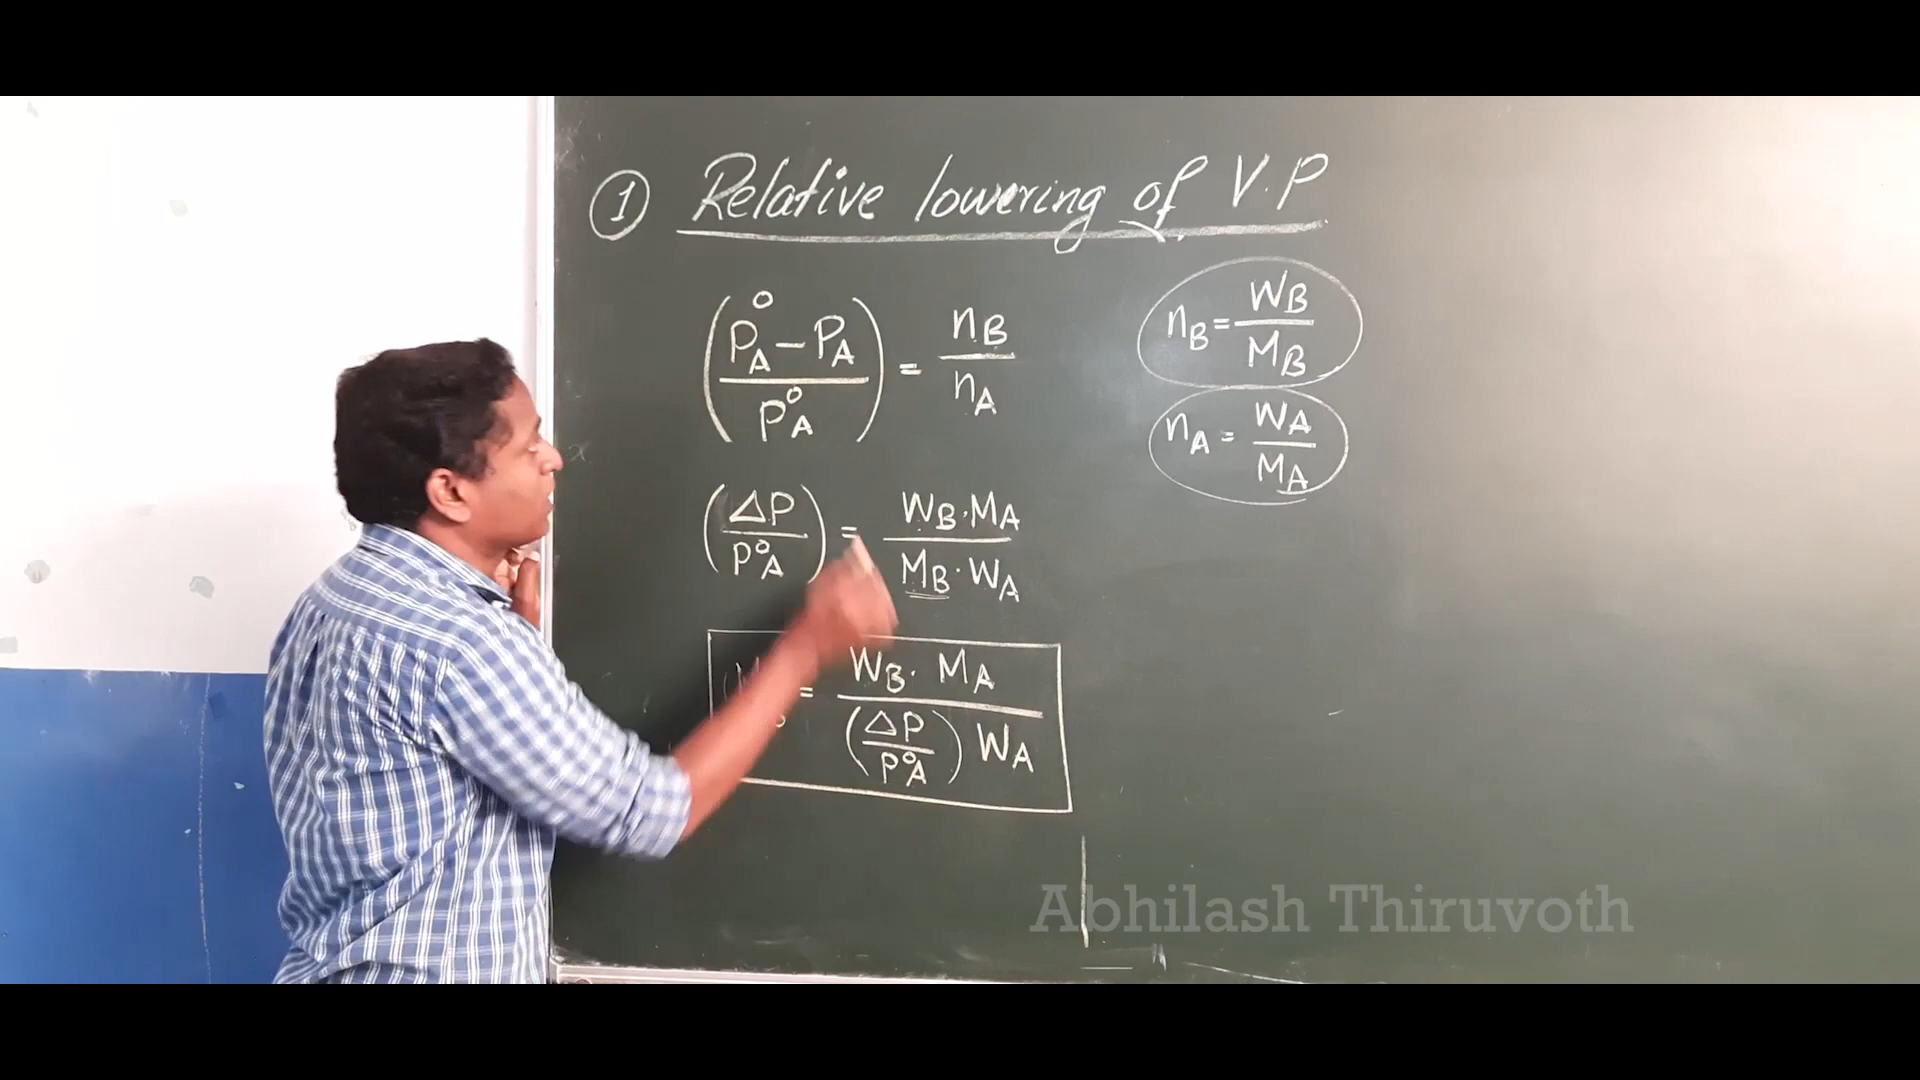 ① Relative lowering of V.P
(P°A − PA / P°A) = nB / nA
nB = WB / MB
nA = WA / MA
(ΔP / P°A) = WB · MA / MB · WA
= WB · MA / (ΔP / P°A) WA
Abhilash Thiruvoth